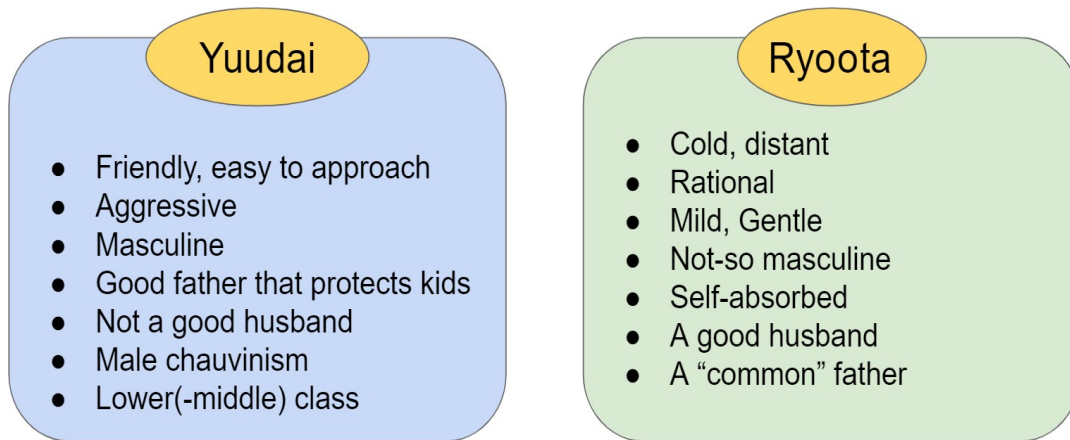 Yuudai
● Friendly, easy to approach
● Aggressive
● Masculine
● Good father that protects kids
● Not a good husband
● Male chauvinism
● Lower(-middle) class
Ryoota
● Cold, distant
● Rational
● Mild, Gentle
● Not-so masculine
● Self-absorbed
● A good husband
● A “common” father